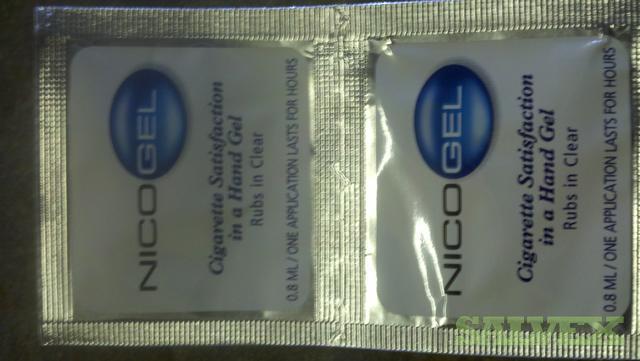 NICOGEL
Cigarette Satisfaction
in a Hand Gel
Rubs in Clear
0.8 ML / ONE APPLICATION LASTS FOR HOURS
NICOGEL
Cigarette Satisfaction
in a Hand Gel
Rubs in Clear
0.8 ML / ONE APPLICATION LASTS FOR HOURS
SALVEX